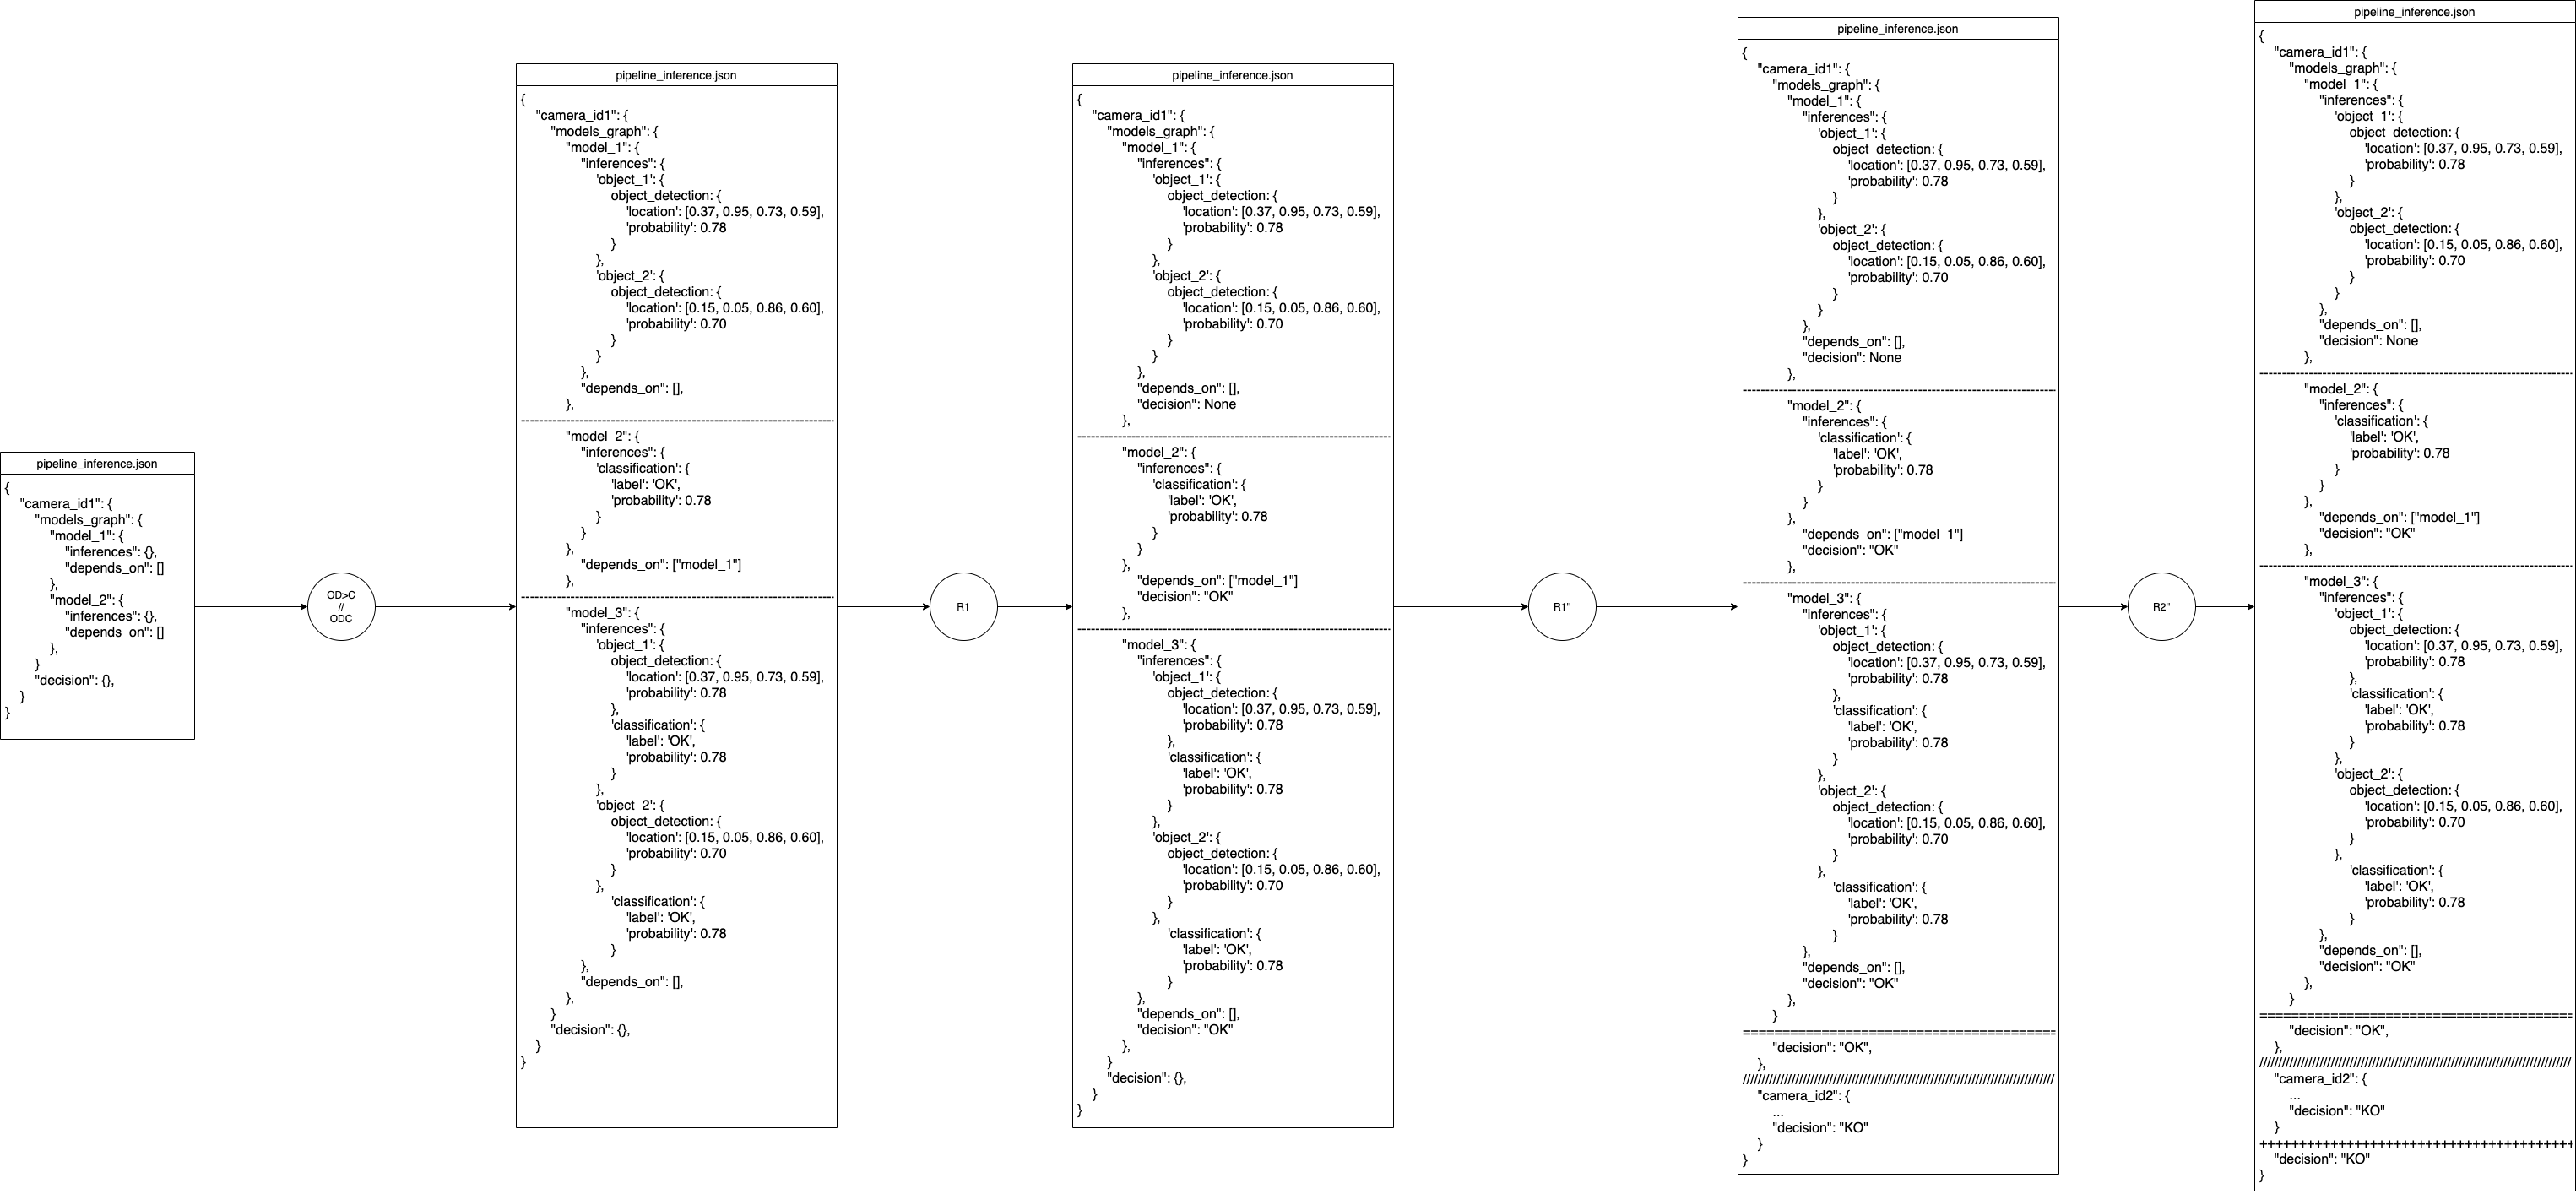 pipeline_inference.json
{
"camera_id1": {
"models_graph": {
"model_1": {
"inferences": {},
"depends_on": []
},
"model_2": {
"inferences": {},
"depends_on": []
},
}
"decision": {},
}
}
OD>C
//
ODC
pipeline_inference.json
{
"camera_id1": {
"models_graph": {
"model_1": {
"inferences": {
'object_1': {
object_detection: {
'location': [0.37, 0.95, 0.73, 0.59],
'probability': 0.78
}
},
'object_2': {
object_detection: {
'location': [0.15, 0.05, 0.86, 0.60],
'probability': 0.70
}
}
},
"depends_on": [],
},
--------------------------------------------------------------------------------
"model_2": {
"inferences": {
'classification': {
'label': 'OK',
'probability': 0.78
}
}
},
"depends_on": ["model_1"]
},
--------------------------------------------------------------------------------
"model_3": {
"inferences": {
'object_1': {
object_detection: {
'location': [0.37, 0.95, 0.73, 0.59],
'probability': 0.78
},
'classification': {
'label': 'OK',
'probability': 0.78
}
},
'object_2': {
object_detection: {
'location': [0.15, 0.05, 0.86, 0.60],
'probability': 0.70
}
},
'classification': {
'label': 'OK',
'probability': 0.78
}
},
"depends_on": [],
},
}
"decision": {},
}
}
R1
pipeline_inference.json
{
"camera_id1": {
"models_graph": {
"model_1": {
"inferences": {
'object_1': {
object_detection: {
'location': [0.37, 0.95, 0.73, 0.59],
'probability': 0.78
}
},
'object_2': {
object_detection: {
'location': [0.15, 0.05, 0.86, 0.60],
'probability': 0.70
}
}
},
"depends_on": [],
"decision": None
},
--------------------------------------------------------------------------------
"model_2": {
"inferences": {
'classification': {
'label': 'OK',
'probability': 0.78
}
}
},
"depends_on": ["model_1"]
"decision": "OK"
},
--------------------------------------------------------------------------------
"model_3": {
"inferences": {
'object_1': {
object_detection: {
'location': [0.37, 0.95, 0.73, 0.59],
'probability': 0.78
},
'classification': {
'label': 'OK',
'probability': 0.78
}
},
'object_2': {
object_detection: {
'location': [0.15, 0.05, 0.86, 0.60],
'probability': 0.70
}
},
'classification': {
'label': 'OK',
'probability': 0.78
}
},
"depends_on": [],
"decision": "OK"
},
}
"decision": {},
}
}
R1"
pipeline_inference.json
{
"camera_id1": {
"models_graph": {
"model_1": {
"inferences": {
'object_1': {
object_detection: {
'location': [0.37, 0.95, 0.73, 0.59],
'probability': 0.78
}
},
'object_2': {
object_detection: {
'location': [0.15, 0.05, 0.86, 0.60],
'probability': 0.70
}
}
},
"depends_on": [],
"decision": None
},
--------------------------------------------------------------------------------
"model_2": {
"inferences": {
'classification': {
'label': 'OK',
'probability': 0.78
}
}
},
"depends_on": ["model_1"]
"decision": "OK"
},
--------------------------------------------------------------------------------
"model_3": {
"inferences": {
'object_1': {
object_detection: {
'location': [0.37, 0.95, 0.73, 0.59],
'probability': 0.78
},
'classification': {
'label': 'OK',
'probability': 0.78
}
},
'object_2': {
object_detection: {
'location': [0.15, 0.05, 0.86, 0.60],
'probability': 0.70
}
},
'classification': {
'label': 'OK',
'probability': 0.78
}
},
"depends_on": [],
"decision": "OK"
},
}
========================================
"decision": "OK",
},
////////////////////////////////////////////////////////////////////////////////
"camera_id2": {
...
"decision": "KO"
}
}
R2"
pipeline_inference.json
{
"camera_id1": {
"models_graph": {
"model_1": {
"inferences": {
'object_1': {
object_detection: {
'location': [0.37, 0.95, 0.73, 0.59],
'probability': 0.78
}
},
'object_2': {
object_detection: {
'location': [0.15, 0.05, 0.86, 0.60],
'probability': 0.70
}
}
},
"depends_on": [],
"decision": None
},
--------------------------------------------------------------------------------
"model_2": {
"inferences": {
'classification': {
'label': 'OK',
'probability': 0.78
}
}
},
"depends_on": ["model_1"]
"decision": "OK"
},
--------------------------------------------------------------------------------
"model_3": {
"inferences": {
'object_1': {
object_detection: {
'location': [0.37, 0.95, 0.73, 0.59],
'probability': 0.78
},
'classification': {
'label': 'OK',
'probability': 0.78
}
},
'object_2': {
object_detection: {
'location': [0.15, 0.05, 0.86, 0.60],
'probability': 0.70
}
},
'classification': {
'label': 'OK',
'probability': 0.78
}
},
"depends_on": [],
"decision": "OK"
},
}
========================================
"decision": "OK",
},
////////////////////////////////////////////////////////////////////////////////
"camera_id2": {
...
"decision": "KO"
}
++++++++++++++++++++++++++++++++++++++++
"decision": "KO"
}